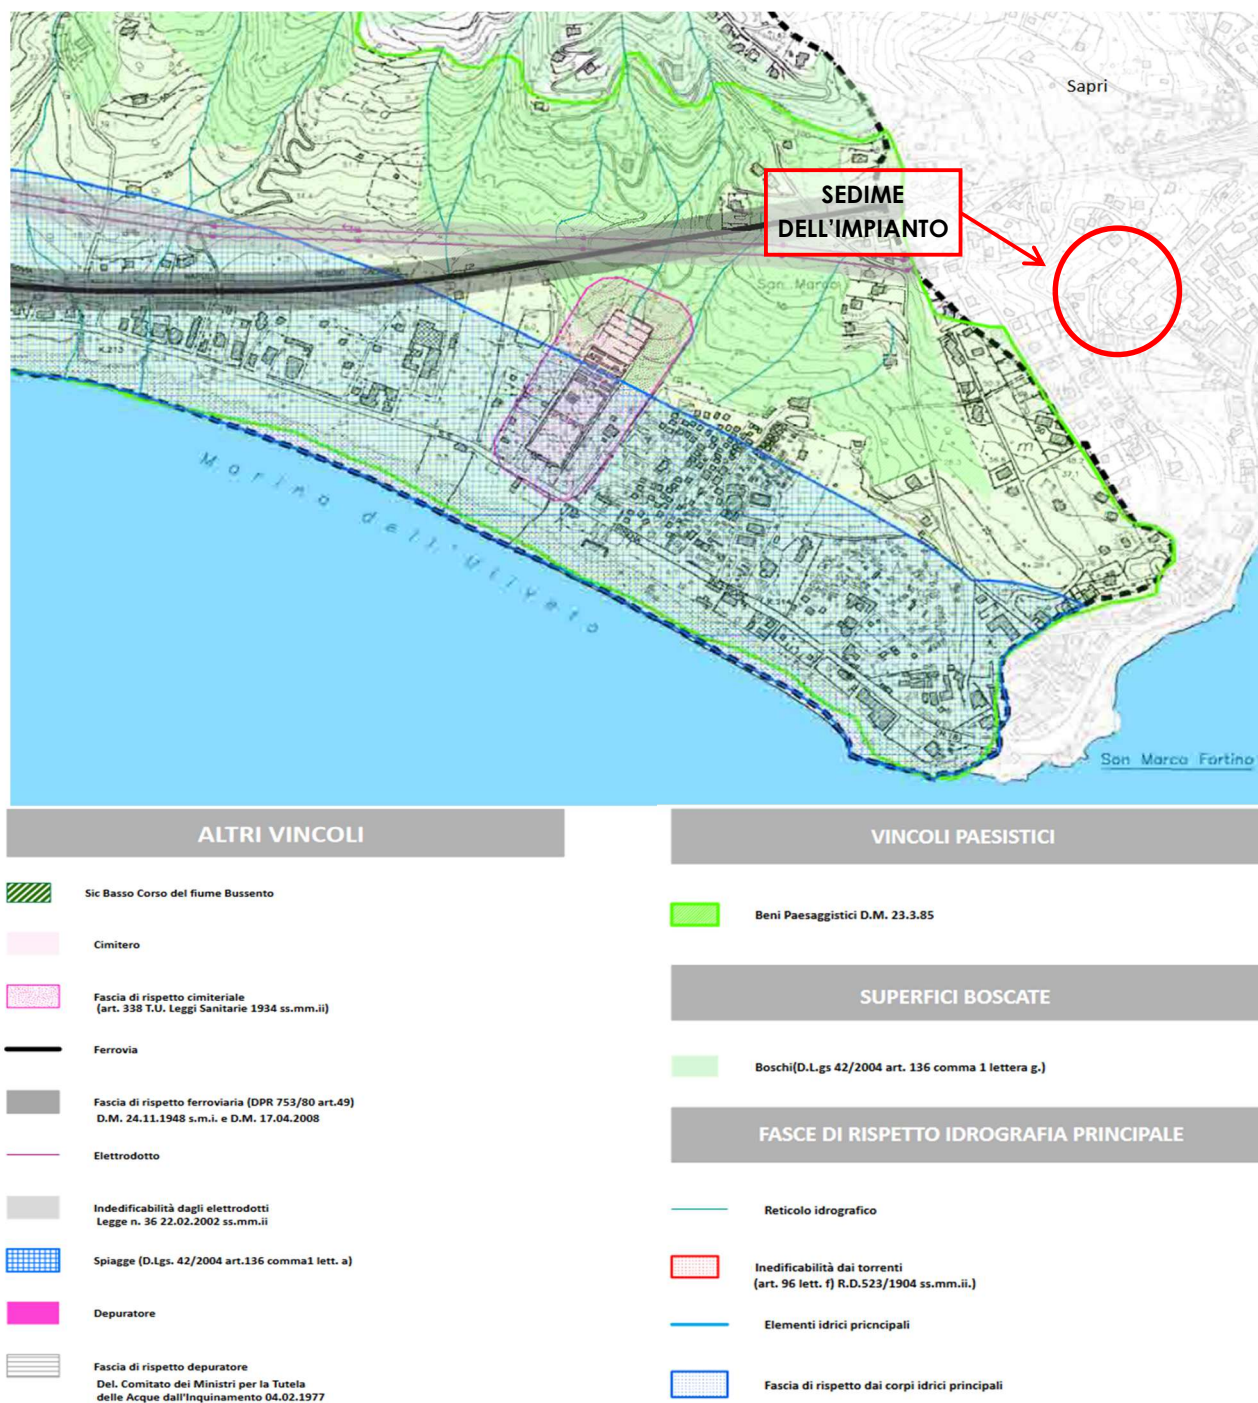 Sapri
SEDIME
DELL'IMPIANTO
San Marco
K.213
Marina dell'Uliveto
San Marco Fortino
ALTRI VINCOLI
Sic Basso Corso del fiume Bussento
Cimitero
Fascia di rispetto cimiteriale
(art. 338 T.U. Leggi Sanitarie 1934 ss.mm.ii)
Ferrovia
Fascia di rispetto ferroviaria (DPR 753/80 art.49)
D.M. 24.11.1948 s.m.i. e D.M. 17.04.2008
Elettrodotto
Indedificabilità dagli elettrodotti
Legge n. 36 22.02.2002 ss.mm.ii
Spiagge (D.Lgs. 42/2004 art.136 comma1 lett. a)
Depuratore
Fascia di rispetto depuratore
Del. Comitato dei Ministri per la Tutela
delle Acque dall'Inquinamento 04.02.1977
VINCOLI PAESISTICI
Beni Paesaggistici D.M. 23.3.85
SUPERFICI BOSCATE
Boschi(D.L.gs 42/2004 art. 136 comma 1 lettera g.)
FASCE DI RISPETTO IDROGRAFIA PRINCIPALE
Reticolo idrografico
Inedificabilità dai torrenti
(art. 96 lett. f) R.D.523/1904 ss.mm.ii.)
Elementi idrici pricncipali
Fascia di rispetto dai corpi idrici principali